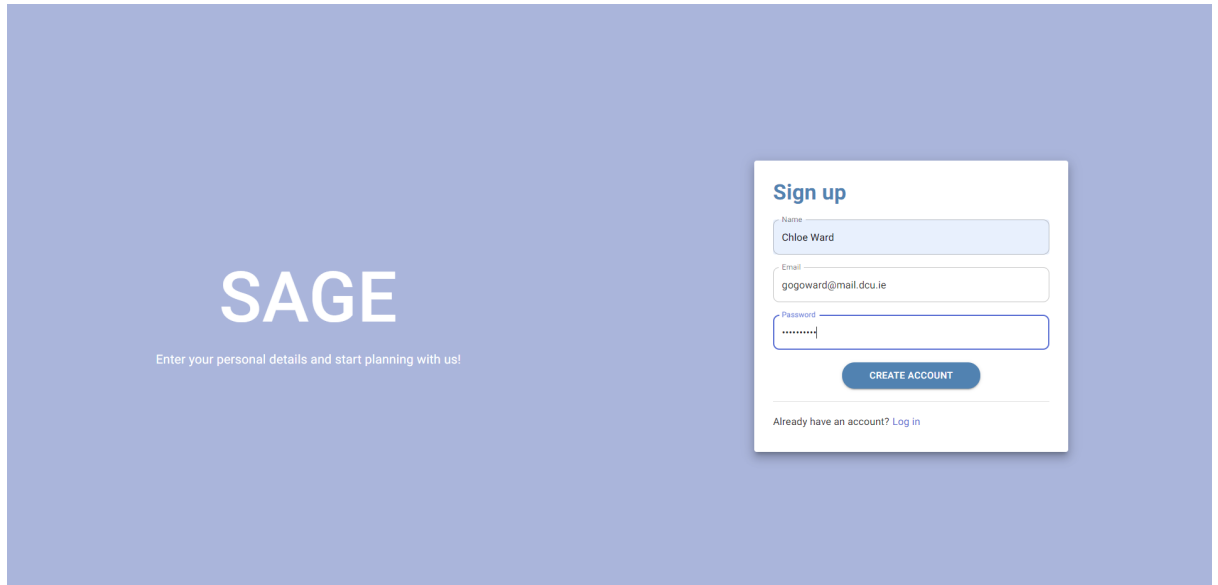 SAGE
Enter your personal details and start planning with us!
Sign up
Name
Chloe Ward
Email
gogoward@mail.dcu.ie
Password
••••••••••
CREATE ACCOUNT
Already have an account? Log in